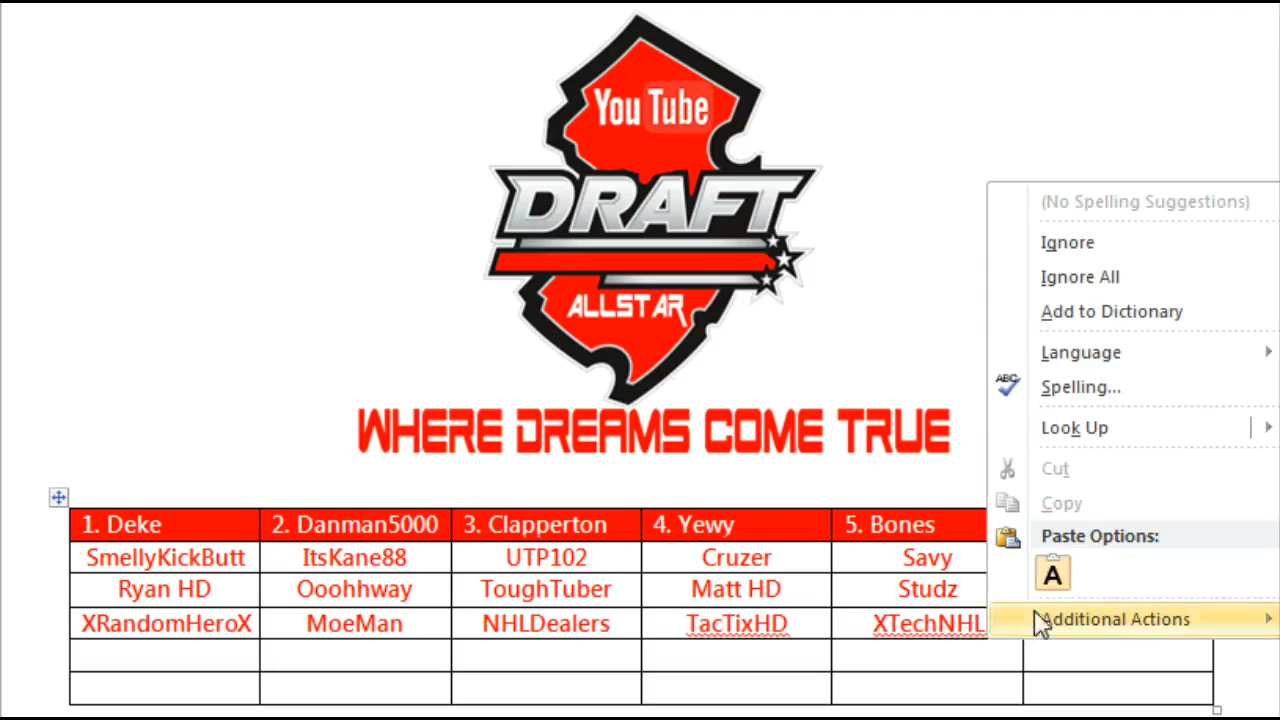 You Tube
DRAFT
ALLSTAR
WHERE DREAMS COME TRUE
1. Deke 2. Danman5000 3. Clapperton 4. Yewy 5. Bones
SmellyKickButt ItsKane88 UTP102 Cruzer Savy
Ryan HD Ooohhway ToughTuber Matt HD Studz
XRandomHeroX MoeMan NHLDealers TacTixHD XTechNHL
(No Spelling Suggestions)
Ignore
Ignore All
Add to Dictionary
Language
ABC Spelling...
Look Up
Cut
Copy
Paste Options:
A
Additional Actions